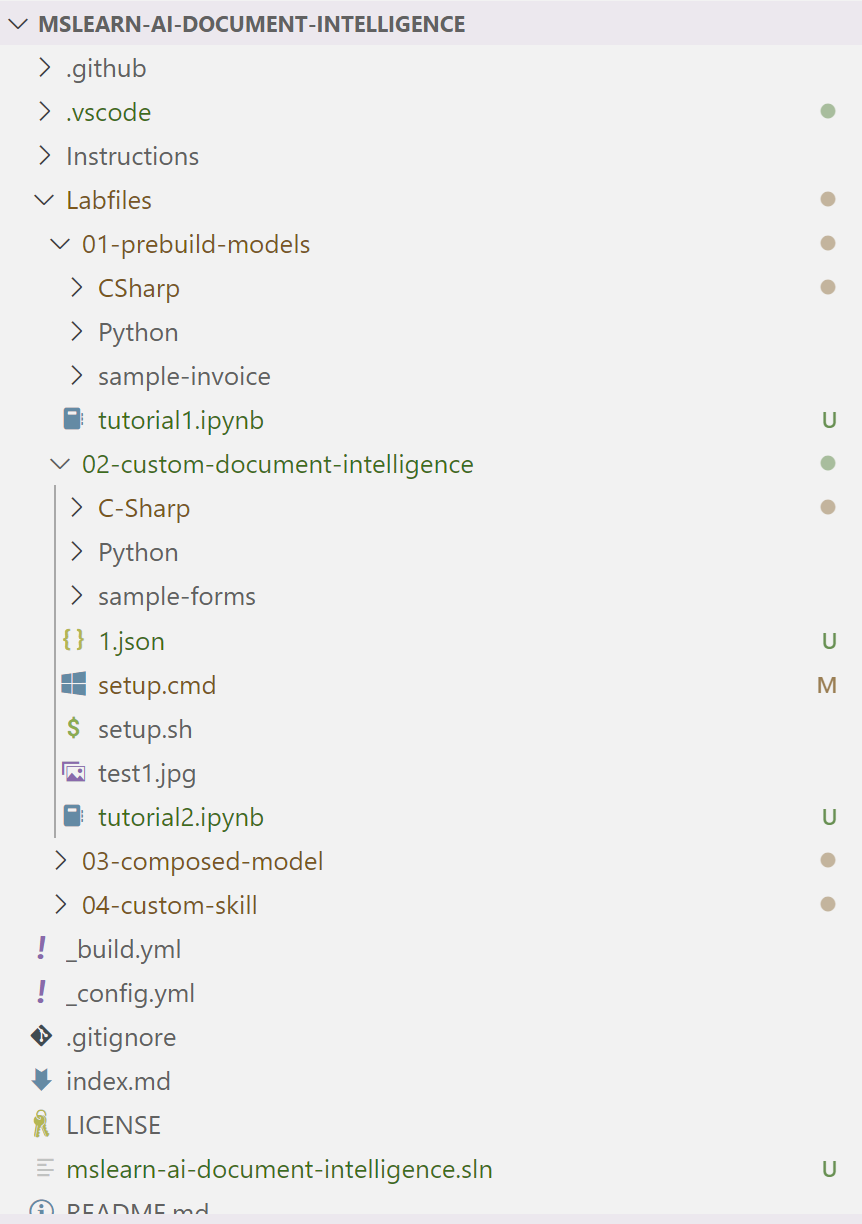 MSLEARN-AI-DOCUMENT-INTELLIGENCE
.github
.vscode
Instructions
Labfiles
01-prebuild-models
CSharp
Python
sample-invoice
tutorial1.ipynb U
02-custom-document-intelligence
C-Sharp
Python
sample-forms
{} 1.json U
setup.cmd M
$ setup.sh
test1.jpg
tutorial2.ipynb U
03-composed-model
04-custom-skill
! _build.yml
! _config.yml
.gitignore
index.md
LICENSE
mslearn-ai-document-intelligence.sln U
README.md